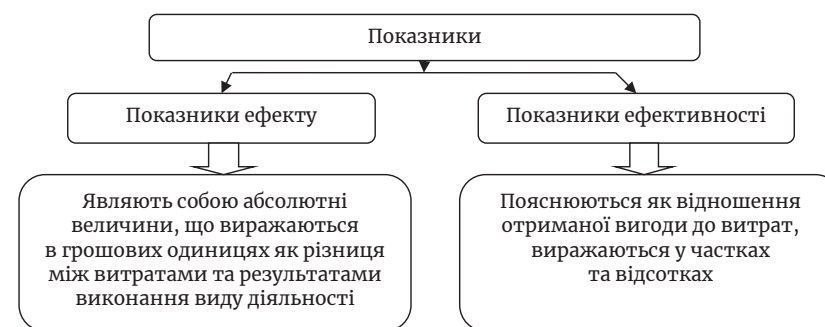 Показники
Показники ефекту
Показники ефективності
Являють собою абсолютні
величини, що виражаються
в грошових одиницях як різниця
між витратами та результатами
виконання виду діяльності
Пояснюються як відношення
отриманої вигоди до витрат,
виражаються у частках
та відсотках